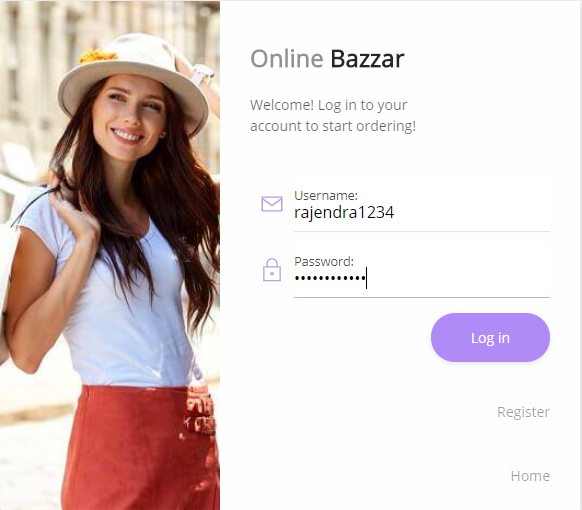 Online Bazzar
Welcome! Log in to your
account to start ordering!
Username:
rajendra1234
Password:
••••••••••••
Log in
Register
Home